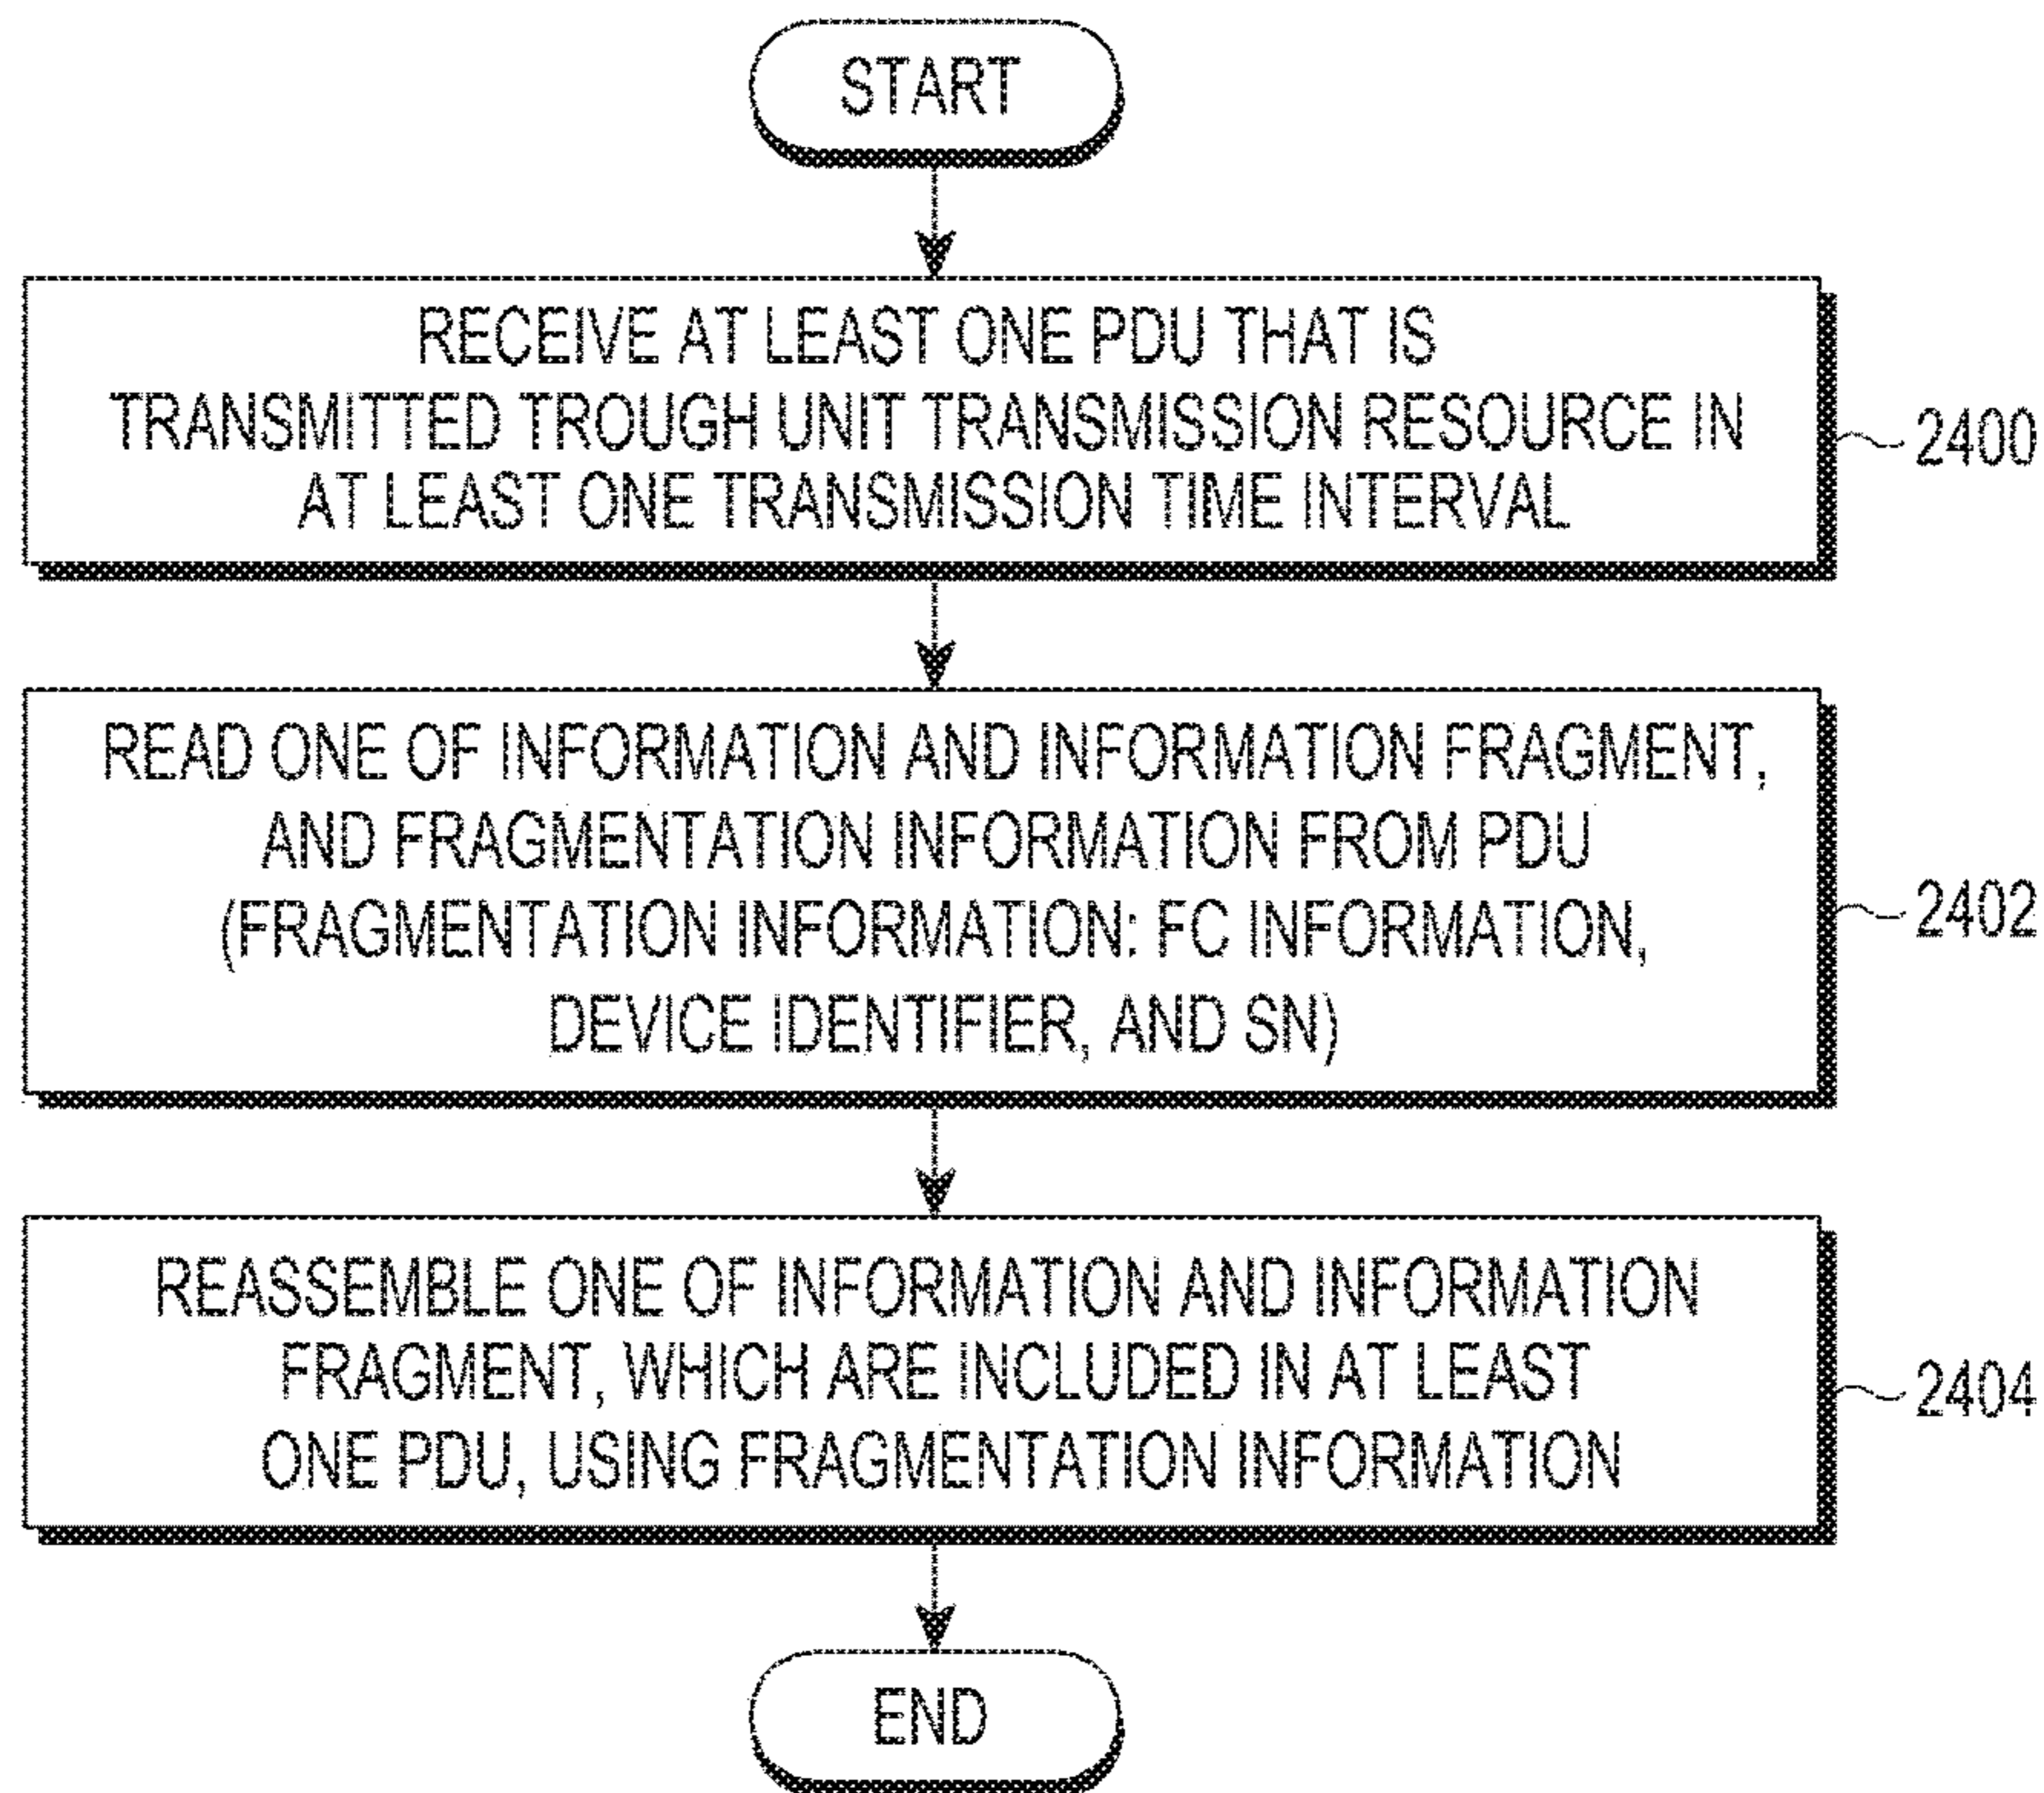 START
RECEIVE AT LEAST ONE PDU THAT IS
TRANSMITTED TROUGH UNIT TRANSMISSION RESOURCE IN
AT LEAST ONE TRANSMISSION TIME INTERVAL
2400
READ ONE OF INFORMATION AND INFORMATION FRAGMENT,
AND FRAGMENTATION INFORMATION FROM PDU
(FRAGMENTATION INFORMATION: FC INFORMATION,
DEVICE IDENTIFIER, AND SN)
2402
REASSEMBLE ONE OF INFORMATION AND INFORMATION
FRAGMENT, WHICH ARE INCLUDED IN AT LEAST
ONE PDU, USING FRAGMENTATION INFORMATION
2404
END